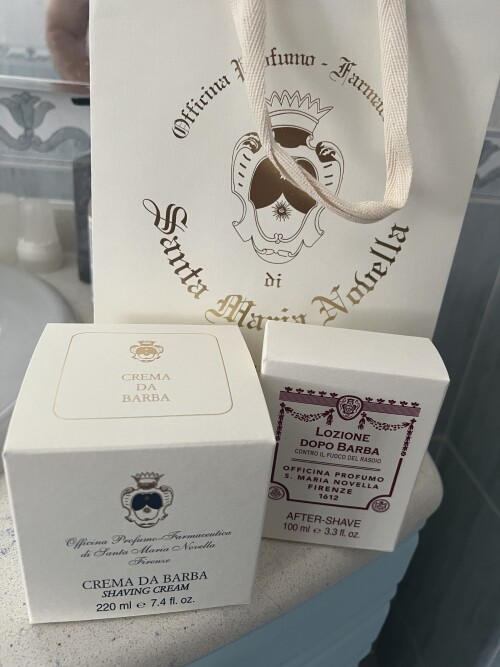 Officina Profumo - Farmac
di
Santa Maria Novella
CREMA
DA
BARBA
Officina Profumo-Farmaceutica
di Santa Maria Novella
Firenze
CREMA DA BARBA
SHAVING CREAM
220 ml e 7.4 fl. oz.
LOZIONE
DOPO BARBA
CONTRO IL FUOCO DEL RASOIO
OFFICINA PROFUMO
S. MARIA NOVELLA
FIRENZE
1612
AFTER-SHAVE
100 ml e 3.3 fl. oz.